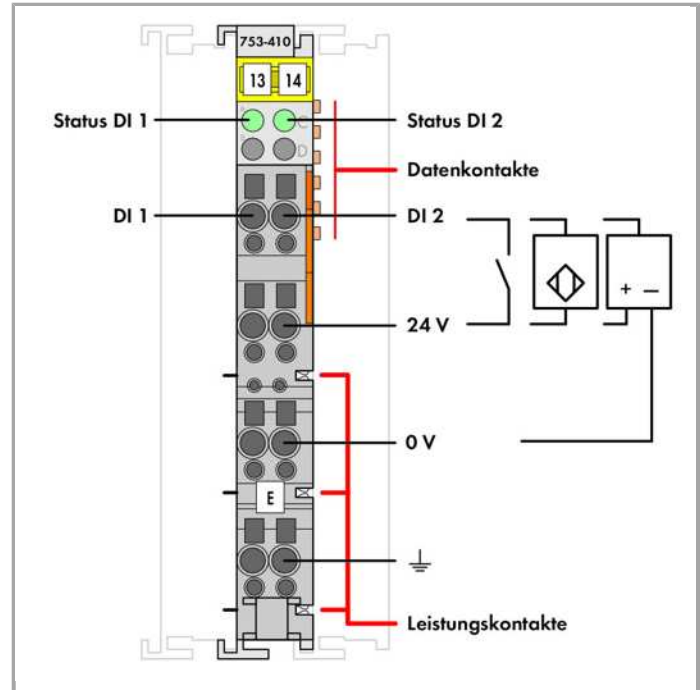 753-410
13 14
Status DI 1
Status DI 2
A C
B D
Datenkontakte
DI 1
DI 2
24 V
+ −
0 V
E
Leistungskontakte